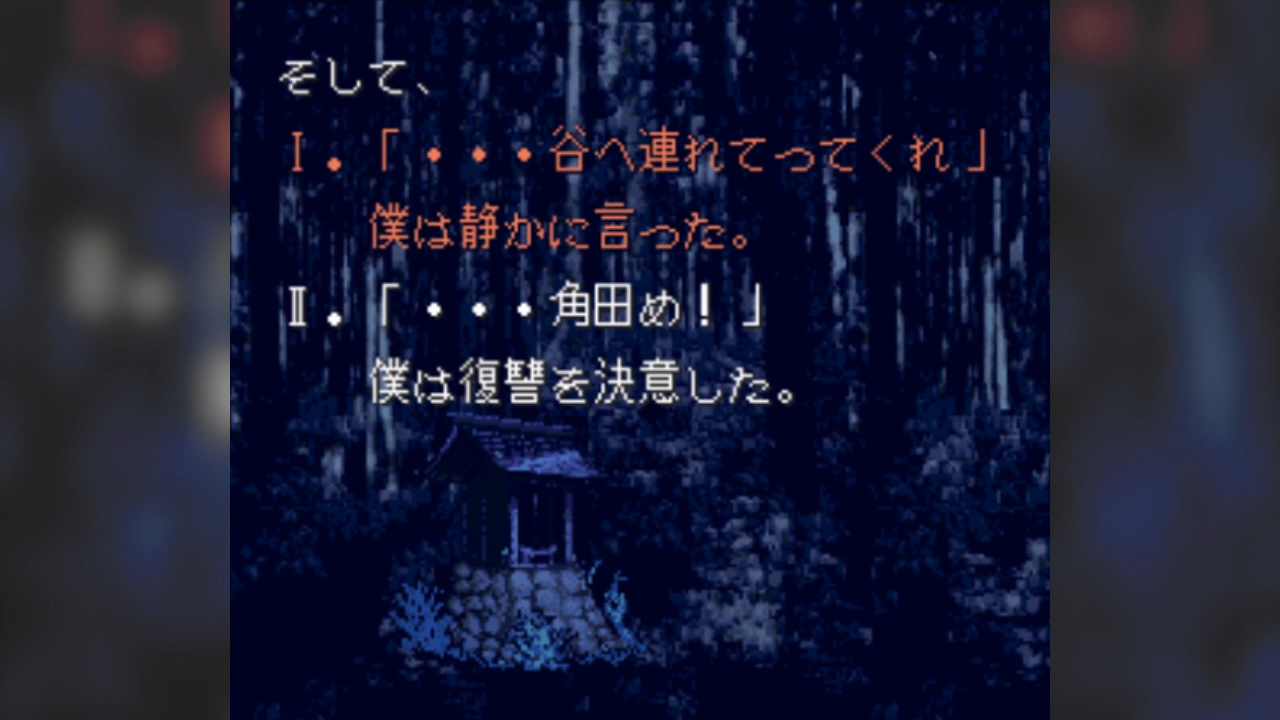 そして、
Ⅰ．「・・・谷へ連れてってくれ」
僕は静かに言った。
Ⅱ．「・・・角田め！」
僕は復讐を決意した。